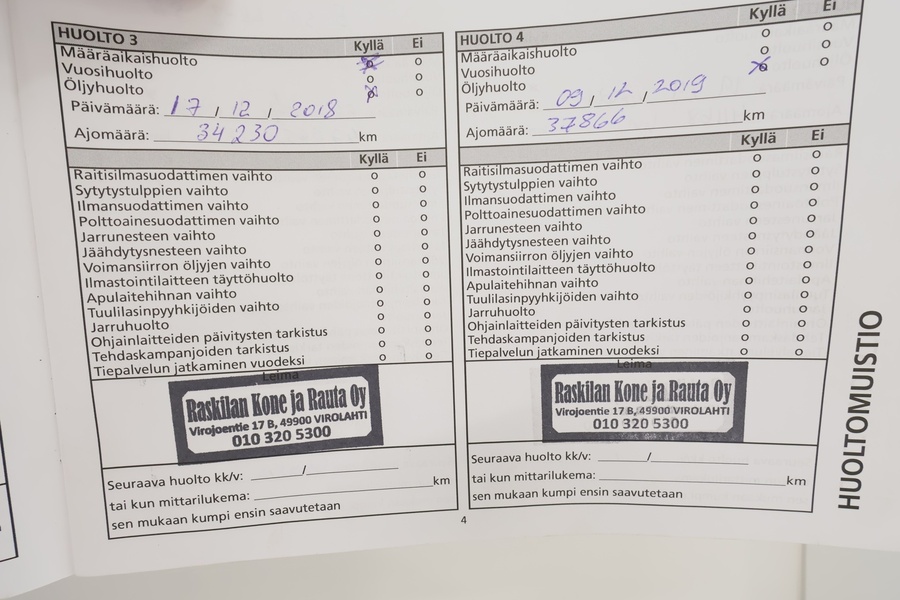 HUOLTO 3 Kyllä Ei
Määräaikaishuolto o o
Vuosihuolto o o
Öljyhuolto o o
Päivämäärä: 17 / 12 / 2018
Ajomäärä: 34 230 km
Kyllä Ei
Raitisilmasuodattimen vaihto o o
Sytytystulppien vaihto o o
Ilmansuodattimen vaihto o o
Polttoainesuodattimen vaihto o o
Jarrunesteen vaihto o o
Jäähdytysnesteen vaihto o o
Voimansiirron öljyjen vaihto o o
Ilmastointilaitteen täyttöhuolto o o
Apulaitehihnan vaihto o o
Tuulilasinpyyhkijöiden vaihto o o
Jarruhuolto o o
Ohjainlaitteiden päivitysten tarkistus o o
Tehdaskampanjoiden tarkistus o o
Tiepalvelun jatkaminen vuodeksi o o
Leima
Raskilan Kone ja Rauta Oy
Virojoentie 17 B, 49900 VIROLAHTI
010 320 5300
Seuraava huolto kk/v: /
tai kun mittarilukema: km
sen mukaan kumpi ensin saavutetaan
HUOLTO 4 Kyllä Ei
Määräaikaishuolto o o
Vuosihuolto o o
Öljyhuolto o o
Päivämäärä: 09 / 12 / 2019
Ajomäärä: 37866 km
Kyllä Ei
Raitisilmasuodattimen vaihto o o
Sytytystulppien vaihto o o
Ilmansuodattimen vaihto o o
Polttoainesuodattimen vaihto o o
Jarrunesteen vaihto o o
Jäähdytysnesteen vaihto o o
Voimansiirron öljyjen vaihto o o
Ilmastointilaitteen täyttöhuolto o o
Apulaitehihnan vaihto o o
Tuulilasinpyyhkijöiden vaihto o o
Jarruhuolto o o
Ohjainlaitteiden päivitysten tarkistus o o
Tehdaskampanjoiden tarkistus o o
Tiepalvelun jatkaminen vuodeksi o o
Leima
Raskilan Kone ja Rauta Oy
Virojoentie 17 B, 49900 VIROLAHTI
010 320 5300
Seuraava huolto kk/v: /
tai kun mittarilukema: km
sen mukaan kumpi ensin saavutetaan
4
HUOLTOMUISTIO